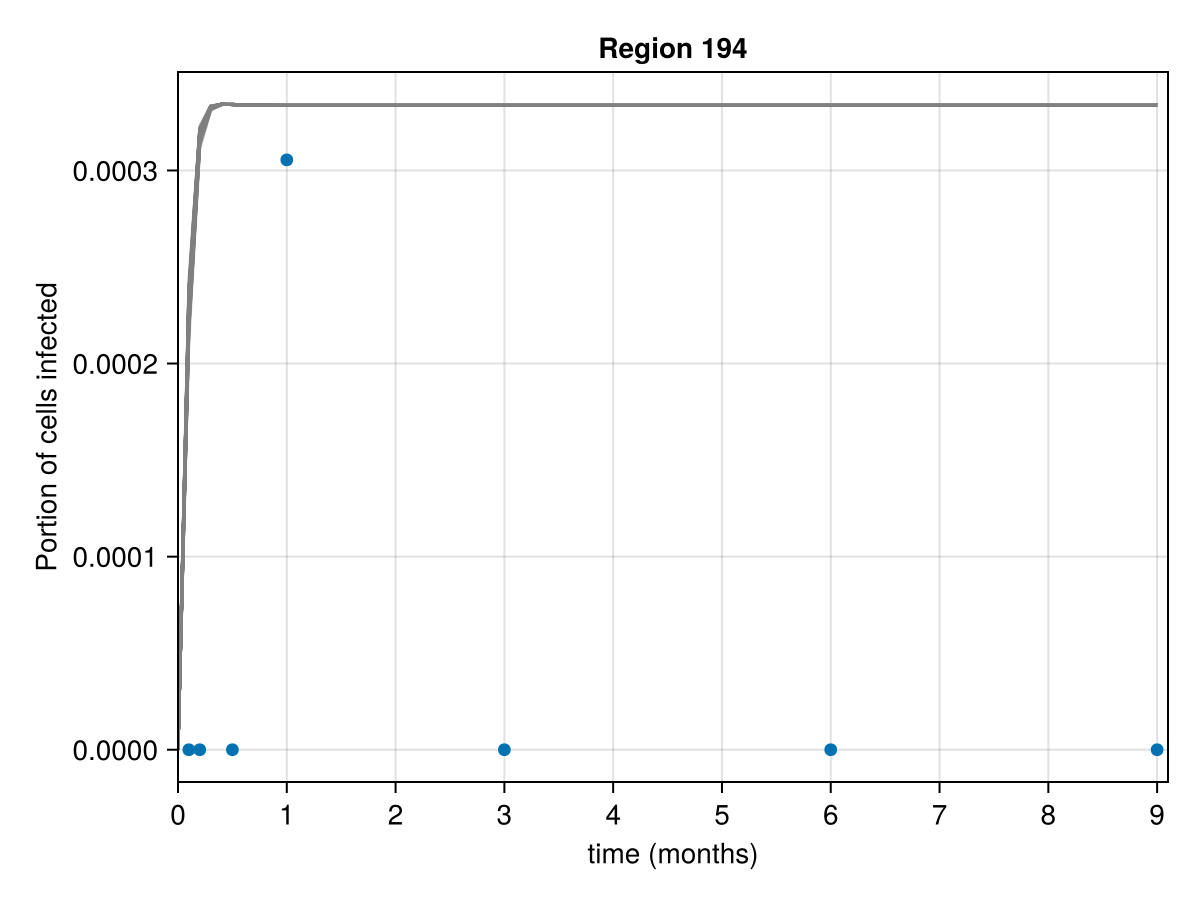 Region 194
Portion of cells infected
0.0003
0.0002
0.0001
0.0000
0 1 2 3 4 5 6 7 8 9
time (months)